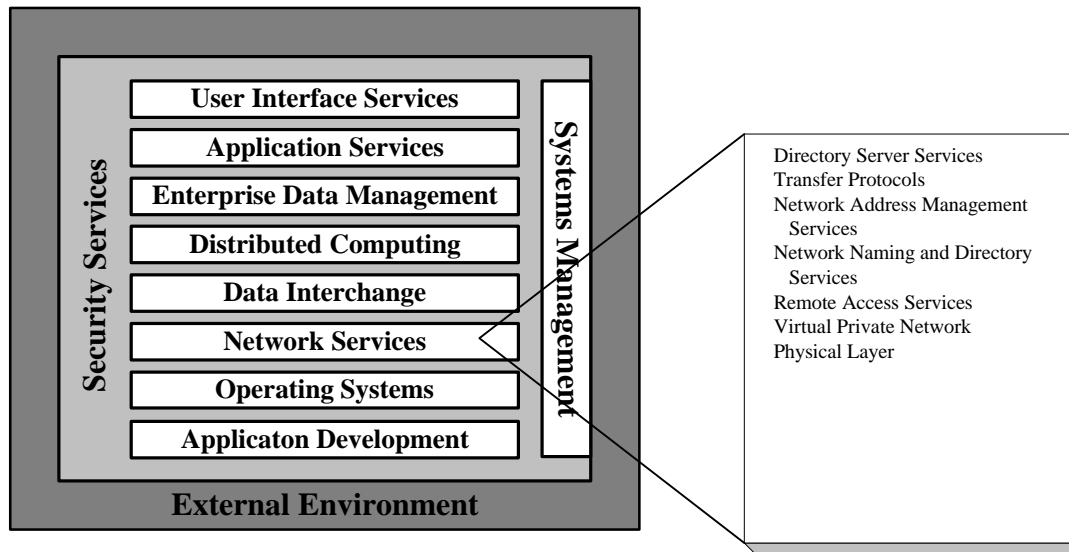 Security Services
User Interface Services
Application Services
Enterprise Data Management
Distributed Computing
Data Interchange
Network Services
Operating Systems
Applicaton Development
Systems Management
External Environment
Directory Server Services
Transfer Protocols
Network Address Management
Services
Network Naming and Directory
Services
Remote Access Services
Virtual Private Network
Physical Layer